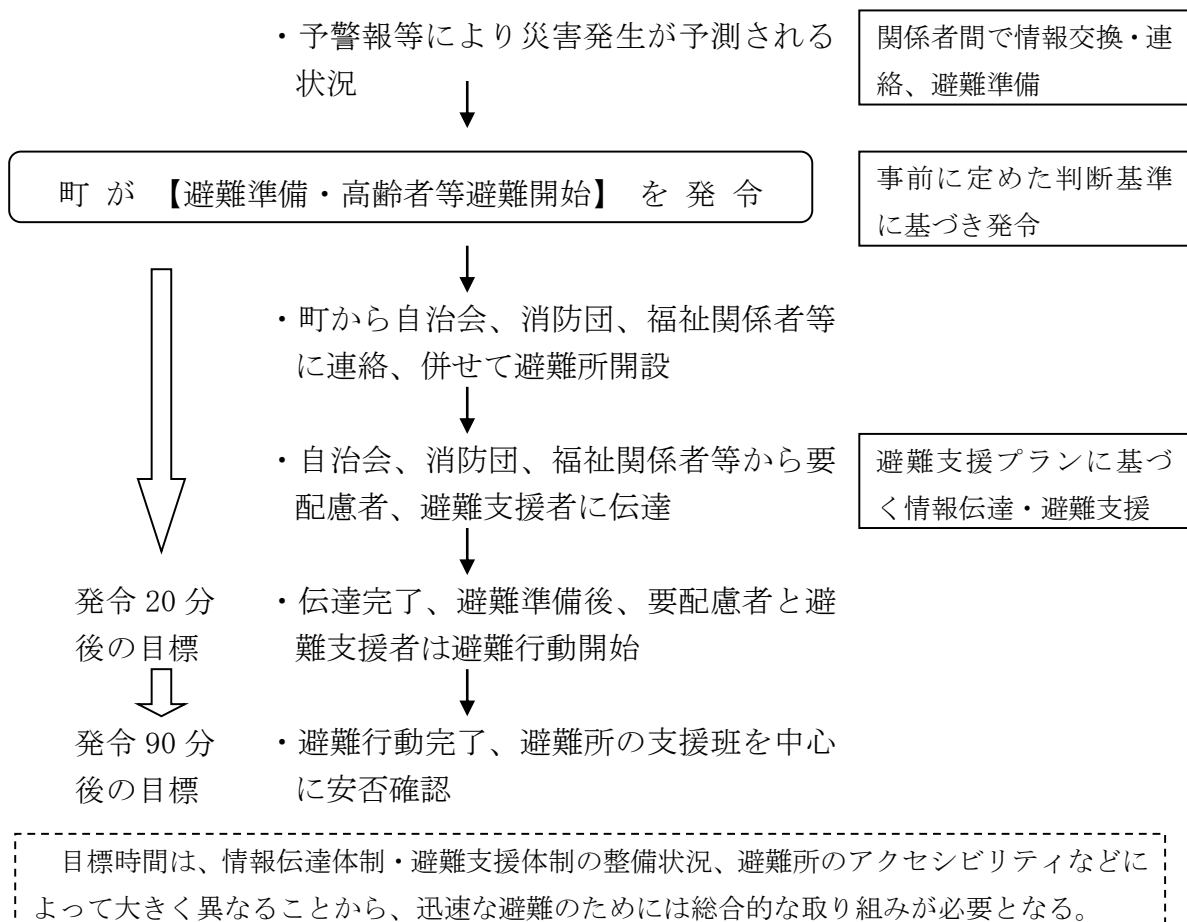 ・予警報等により災害発生が予測される
状況
関係者間で情報交換・連
絡、避難準備
町 が 【避難準備・高齢者等避難開始】 を 発 令
事前に定めた判断基準
に基づき発令
・町から自治会、消防団、福祉関係者等
に連絡、併せて避難所開設
・自治会、消防団、福祉関係者等から要
配慮者、避難支援者に伝達
避難支援プランに基づ
く情報伝達・避難支援
発令 20 分
後の目標
・伝達完了、避難準備後、要配慮者と避
難支援者は避難行動開始
発令 90 分
後の目標
・避難行動完了、避難所の支援班を中心
に安否確認
目標時間は、情報伝達体制・避難支援体制の整備状況、避難所のアクセシビリティなどに
よって大きく異なることから、迅速な避難のためには総合的な取り組みが必要となる。